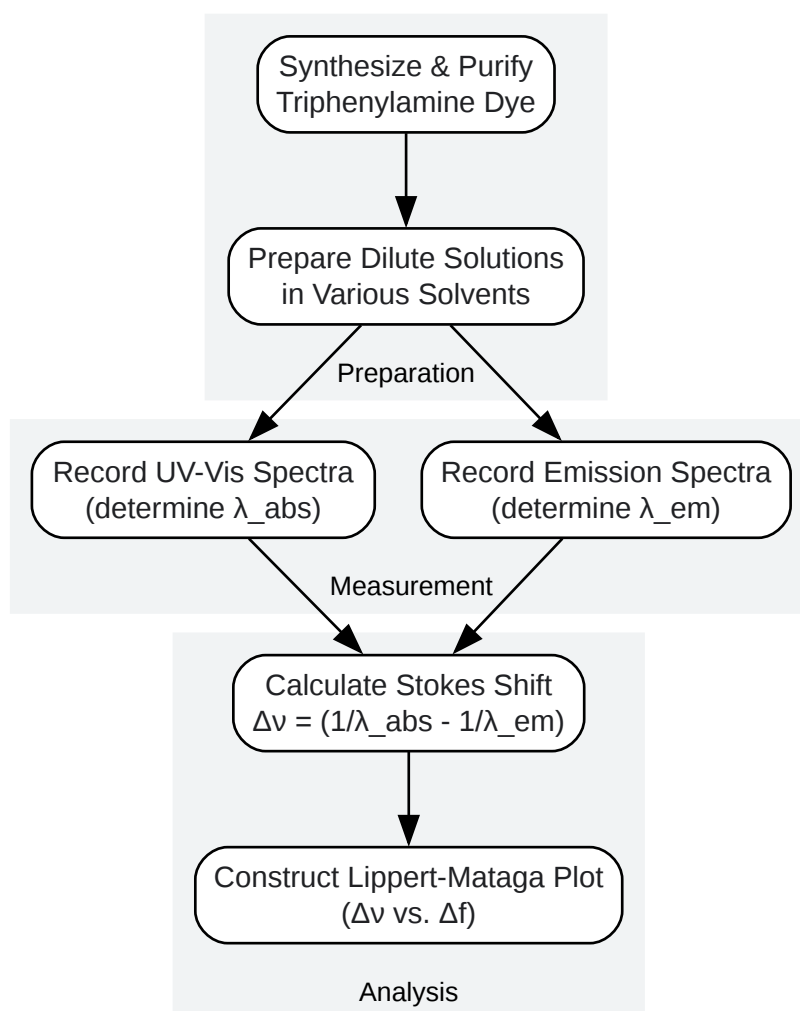 Synthesize & Purify
Triphenylamine Dye
Prepare Dilute Solutions
in Various Solvents
Preparation
Record UV-Vis Spectra
(determine λ_abs)
Record Emission Spectra
(determine λ_em)
Measurement
Calculate Stokes Shift
Δν = (1/λ_abs - 1/λ_em)
Construct Lippert-Mataga Plot
(Δν vs. Δf)
Analysis